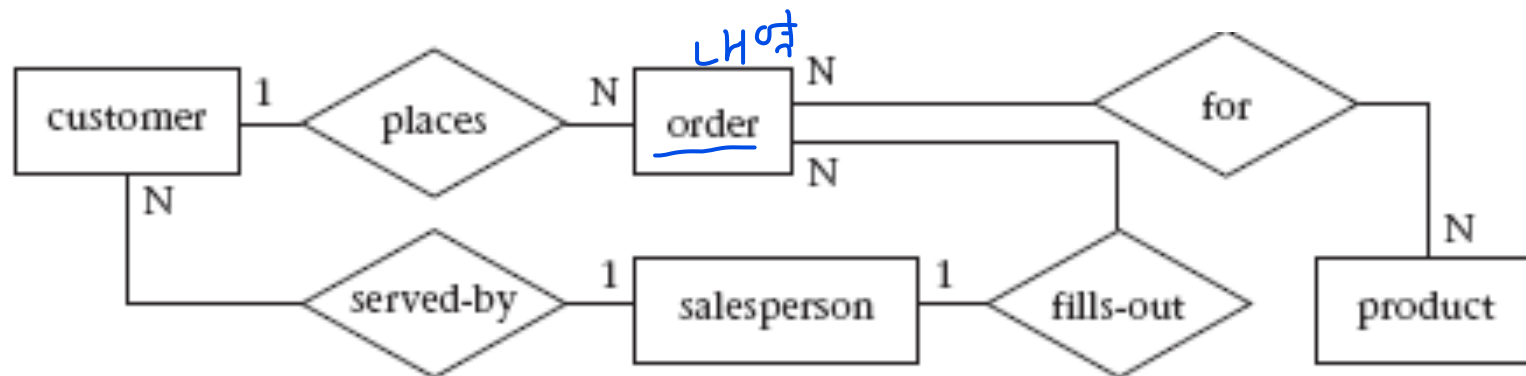 내역
N
N
1
customer
places
order
for
N
N
N
1
1
served-by
salesperson
fills-out
product